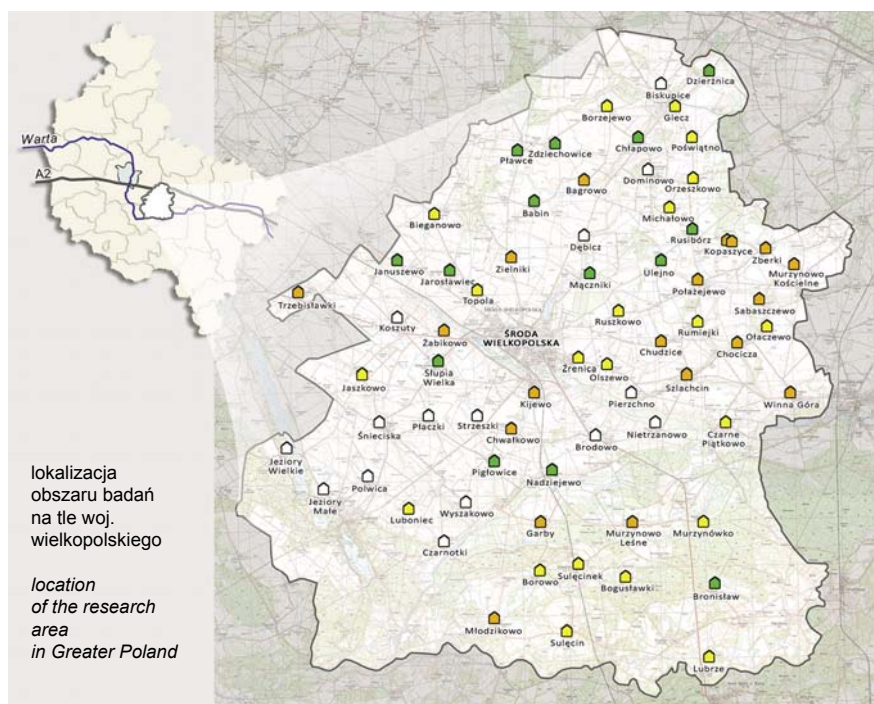 Warta
A2
lokalizacja
obszaru badań
na tle woj.
wielkopolskiego
location
of the research
area
in Greater Poland
Dzierżnica
Biskupice
Borzejewo
Giecz
Pławce
Zdziechowice
Chłapowo
Poświątno
Bagrowo
Dominowo
Orzeszkowo
Babin
Michałowo
Bieganowo
Dębicz
Rusibórz
Kopaszyce
Zberki
Januszewo
Jarosławiec
Zielniki
Mączniki
Ulejno
Murzynowo
Kościelne
Połażejewo
Trzebisławki
Topola
Sabaszczewo
Koszuty
Żabikowo
ŚRODA
WIELKOPOLSKA
Ruszkowo
Rumiejki
Olaczewo
Chudzice
Chocicza
Jaszkowo
Słupia
Wielka
Żrenica
Olszewo
Szlachcin
Kijewo
Pierzchno
Winna Góra
Śnieciska
Płaczki
Strzeszki
Chwałkowo
Brodowo
Nietrzanowo
Czarne
Piątkowo
Jeziory
Wielkie
Pigłowice
Nadziejewo
Jeziory
Małe
Polwica
Luboniec
Wyszakowo
Czarnotki
Garby
Murzynowo
Leśne
Murzynówko
Borowo
Sulęcinek
Bogusławki
Bronisław
Młodzikowo
Sulęcin
Lubrze